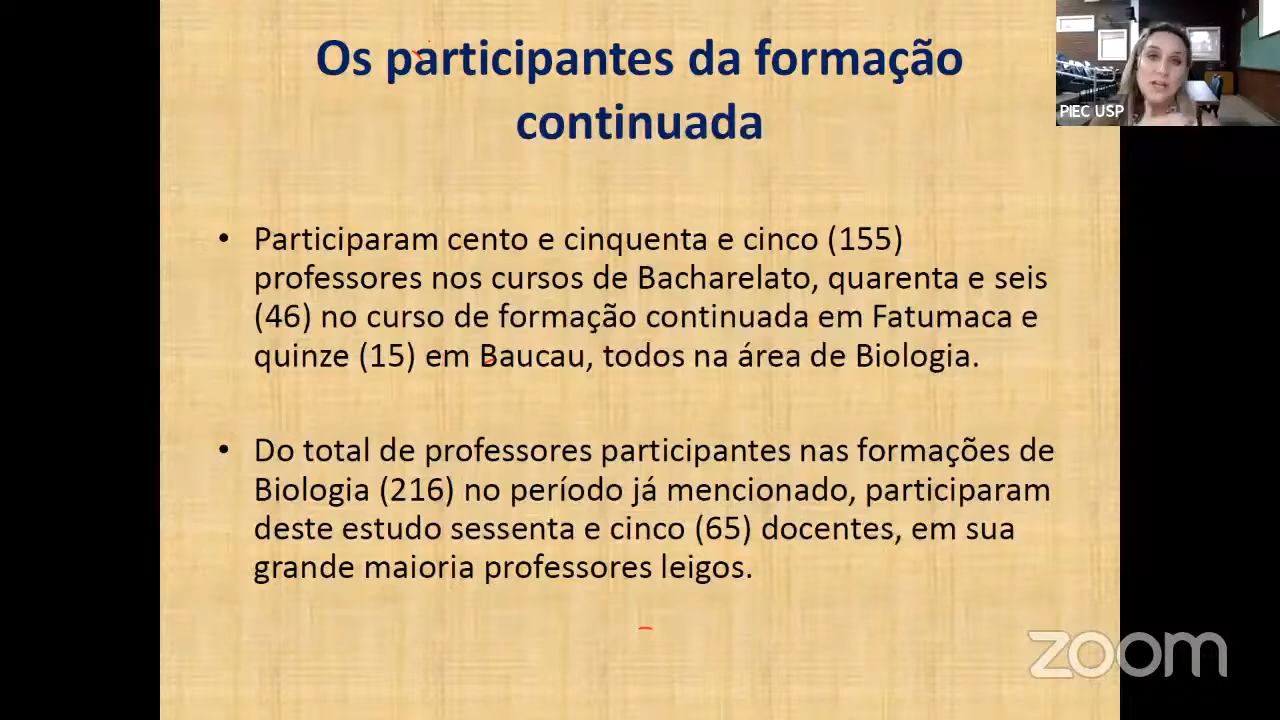 Os participantes da formação
continuada
PIEC USP
• Participaram cento e cinquenta e cinco (155)
professores nos cursos de Bacharelato, quarenta e seis
(46) no curso de formação continuada em Fatumaca e
quinze (15) em Baucau, todos na área de Biologia.
• Do total de professores participantes nas formações de
Biologia (216) no período já mencionado, participaram
deste estudo sessenta e cinco (65) docentes, em sua
grande maioria professores leigos.
zoom